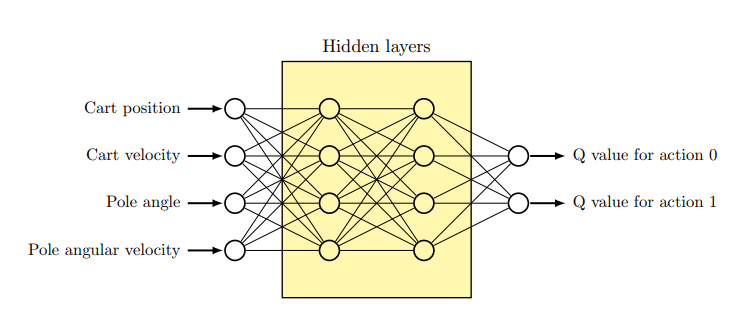 Hidden layers
Cart position
Cart velocity
Q value for action 0
Pole angle
Q value for action 1
Pole angular velocity